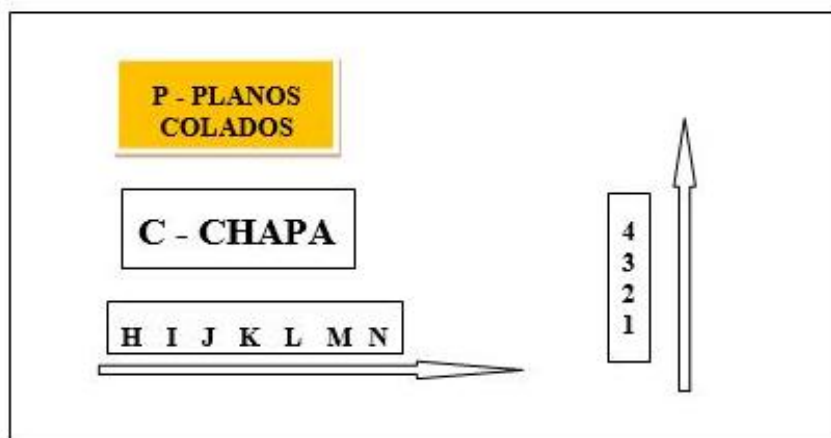 P - PLANOS
COLADOS
C - CHAPA
H I J K L M N
4
3
2
1